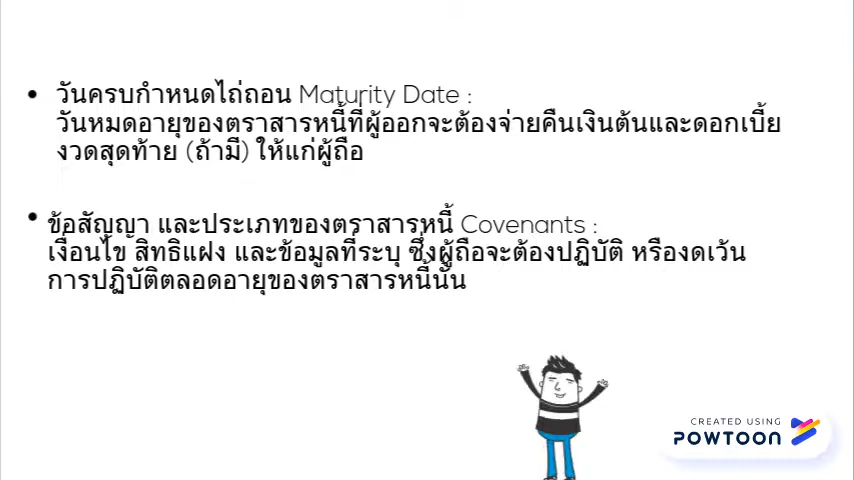 • วันครบกำหนดไถ่ถอน Maturity Date :
วันหมดอายุของตราสารหนี้ที่ผู้ออกจะต้องจ่ายคืนเงินต้นและดอกเบี้ย
งวดสุดท้าย (ถ้ามี) ให้แก่ผู้ถือ
• ข้อสัญญา และประเภทของตราสารหนี้ Covenants :
เงื่อนไข สิทธิแฝง และข้อมูลที่ระบุ ซึ่งผู้ถือจะต้องปฏิบัติ หรืองดเว้น
การปฏิบัติตลอดอายุของตราสารหนี้นั้น
CREATED USING
POWTOON